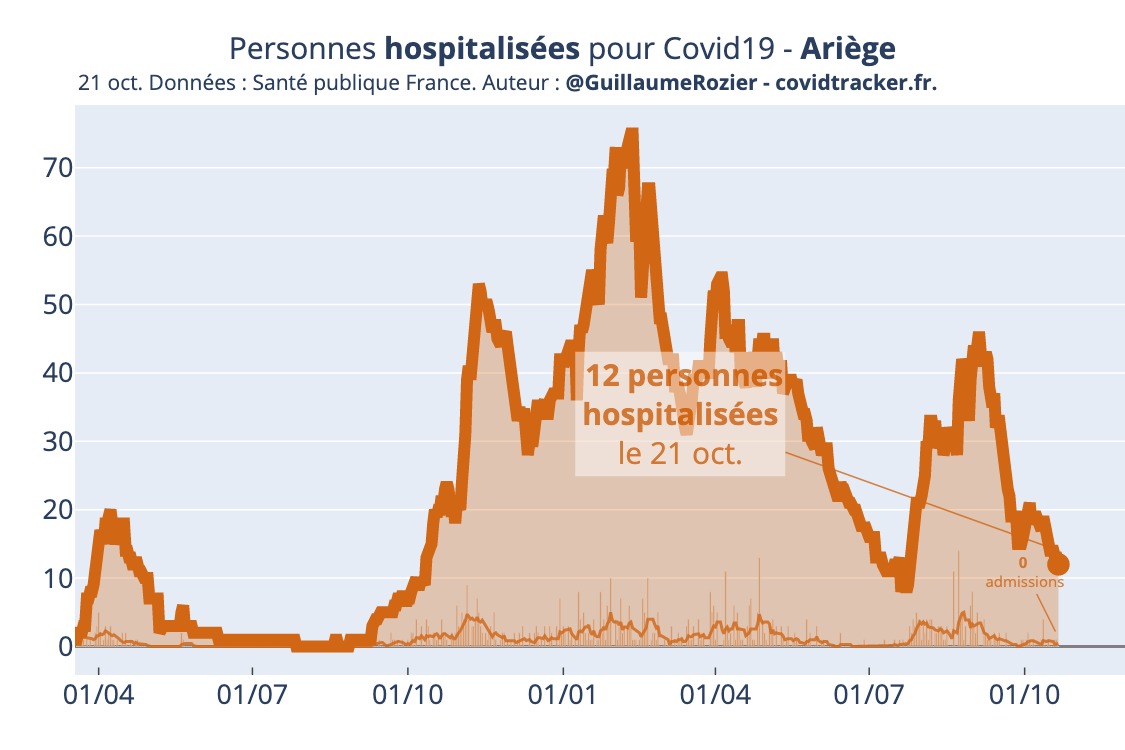 Personnes hospitalisées pour Covid19 - Ariège
21 oct. Données : Santé publique France. Auteur : @GuillaumeRozier - covidtracker.fr.
70
60
50
40
30
20
10
0
12 personnes
hospitalisées
le 21 oct.
0
admissions
01/04
01/07
01/10
01/01
01/04
01/07
01/10